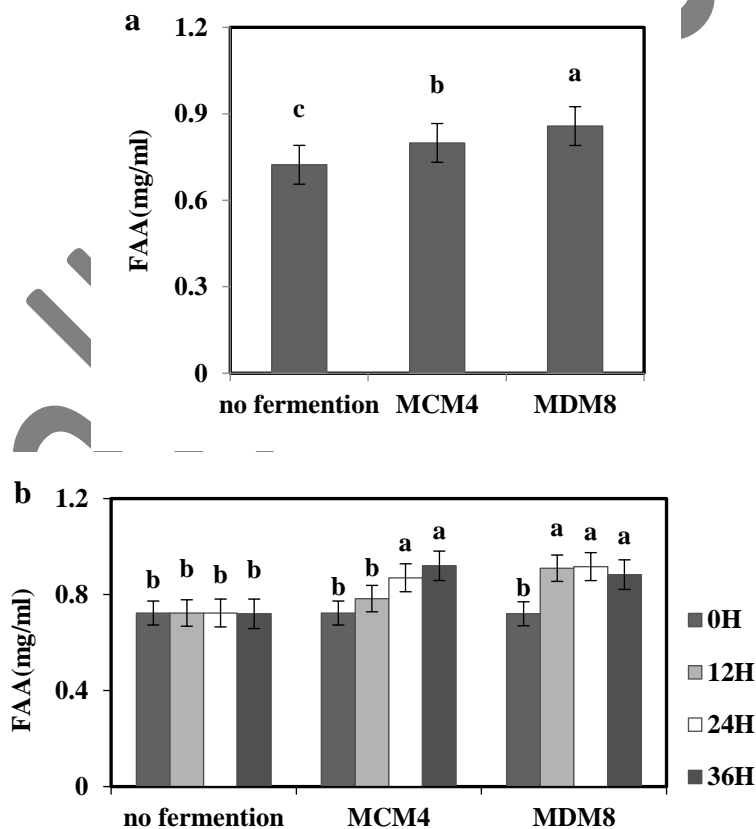 a
1.2
0.9
0.6
0.3
0
FAA(mg/ml)
c
b
a
no fermention MCM4 MDM8
b
1.2
0.8
0.4
0
FAA(mg/ml)
b b b b b b a a b a a a
0H
12H
24H
36H
no fermention MCM4 MDM8